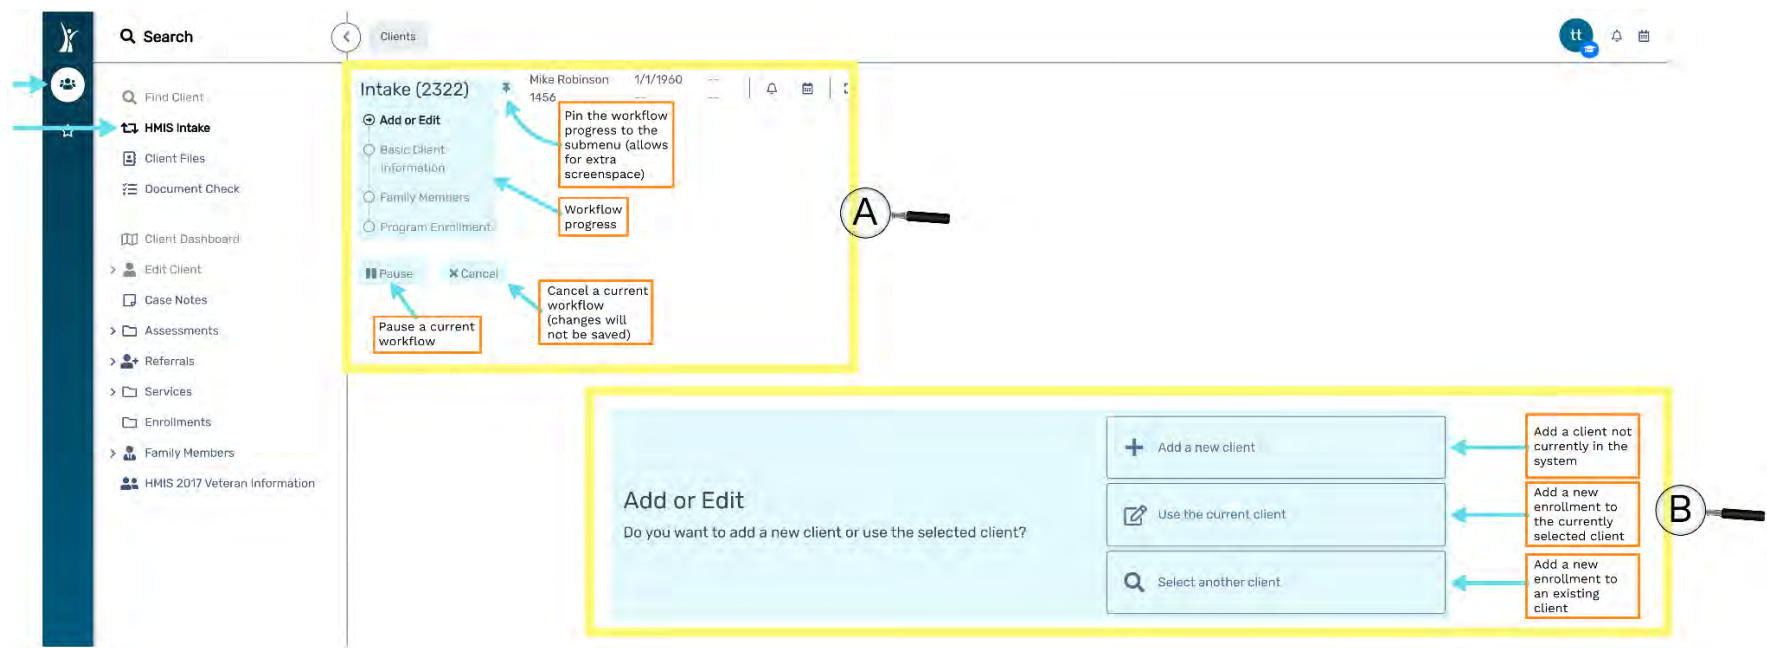 Search
Clients
tt
Find Client
HMIS Intake
Client Files
Document Check
Client Dashboard
Edit Client
Case Notes
Assessments
Referrals
Services
Enrollments
Family Members
HMIS 2017 Veteran Information
Intake (2322)
Mike Robinson 1/1/1960 --
1456 -- --
Add or Edit
Basic Client
Information
Family Members
Program Enrollment
Pause
Cancel
Pin the workflow
progress to the
submenu (allows
for extra
screenspace)
Workflow
progress
Cancel a current
workflow
(changes will
not be saved)
Pause a current
workflow
A
Add or Edit
Do you want to add a new client or use the selected client?
Add a new client
Use the current client
Select another client
Add a client not
currently in the
system
Add a new
enrollment to
the currently
selected client
Add a new
enrollment to
an existing
client
B